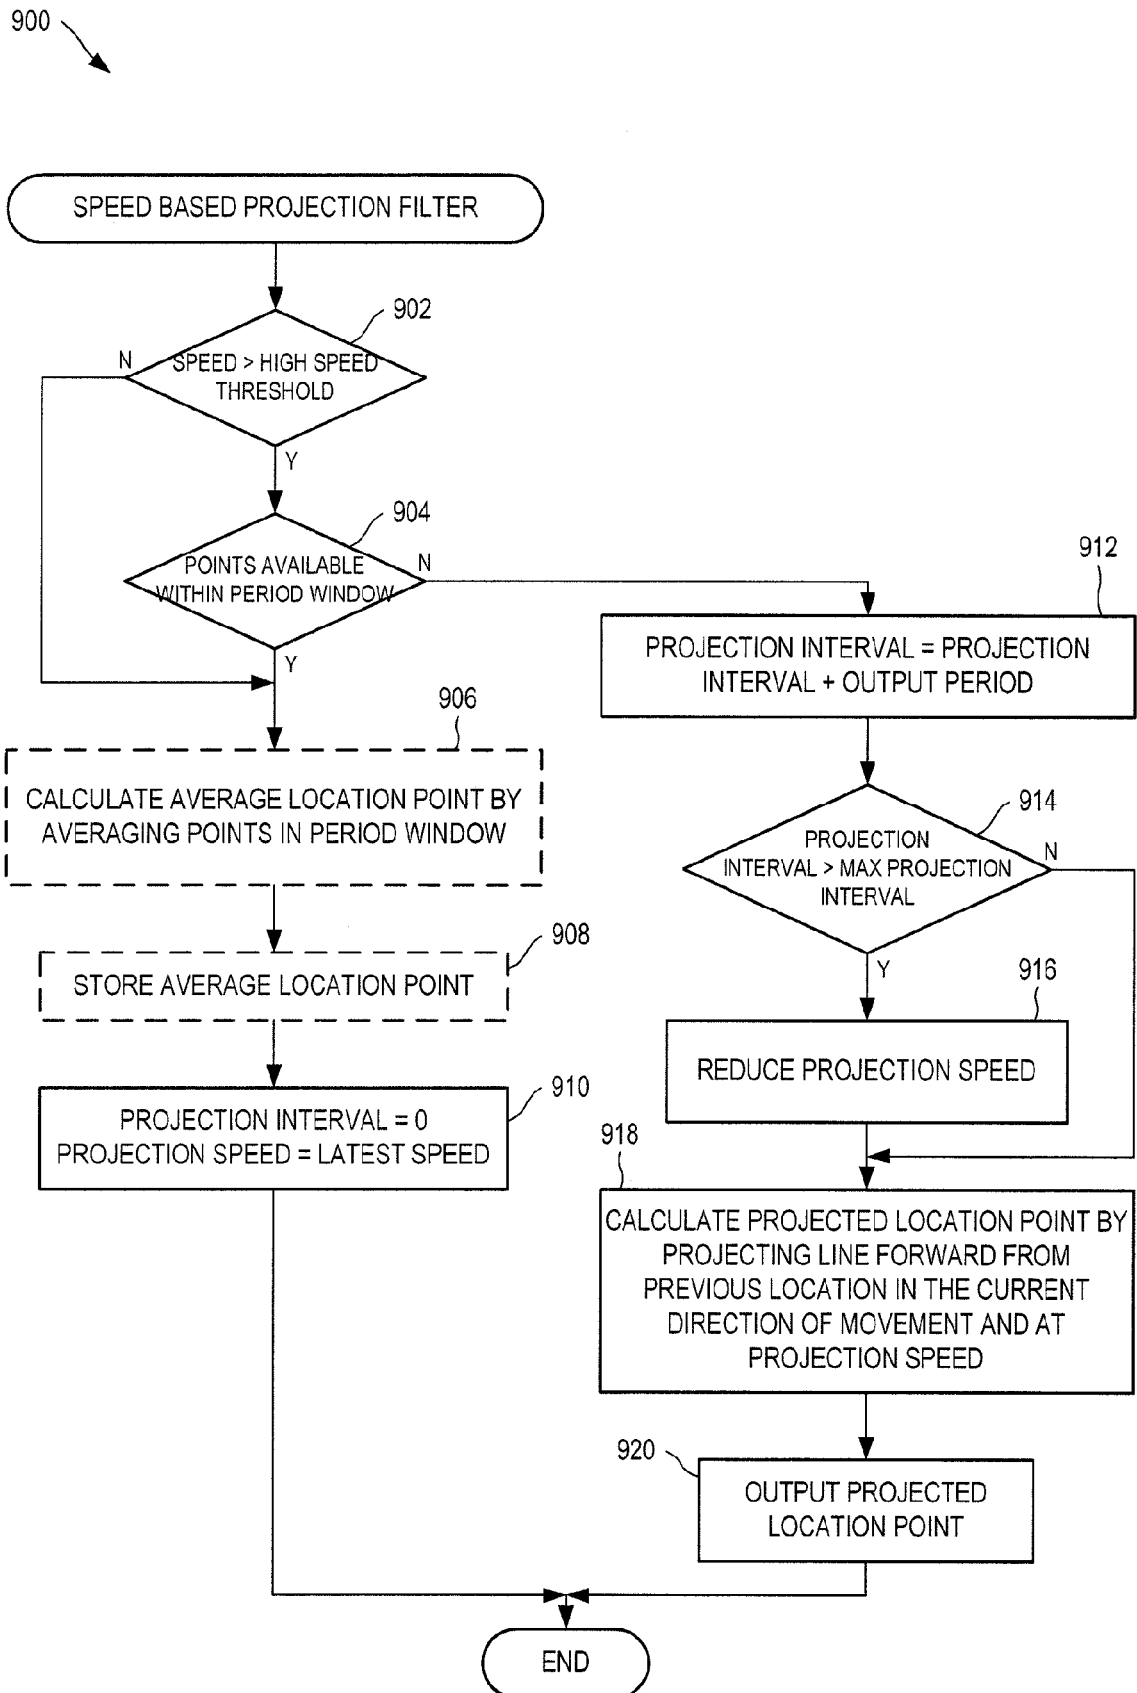 900
SPEED BASED PROJECTION FILTER
902
N
SPEED > HIGH SPEED
THRESHOLD
Y
904
POINTS AVAILABLE
WITHIN PERIOD WINDOW
N
Y
912
PROJECTION INTERVAL = PROJECTION
INTERVAL + OUTPUT PERIOD
906
CALCULATE AVERAGE LOCATION POINT BY
AVERAGING POINTS IN PERIOD WINDOW
914
PROJECTION
INTERVAL > MAX PROJECTION
INTERVAL
N
Y
908
STORE AVERAGE LOCATION POINT
916
REDUCE PROJECTION SPEED
910
PROJECTION INTERVAL = 0
PROJECTION SPEED = LATEST SPEED
918
CALCULATE PROJECTED LOCATION POINT BY
PROJECTING LINE FORWARD FROM
PREVIOUS LOCATION IN THE CURRENT
DIRECTION OF MOVEMENT AND AT
PROJECTION SPEED
920
OUTPUT PROJECTED
LOCATION POINT
END